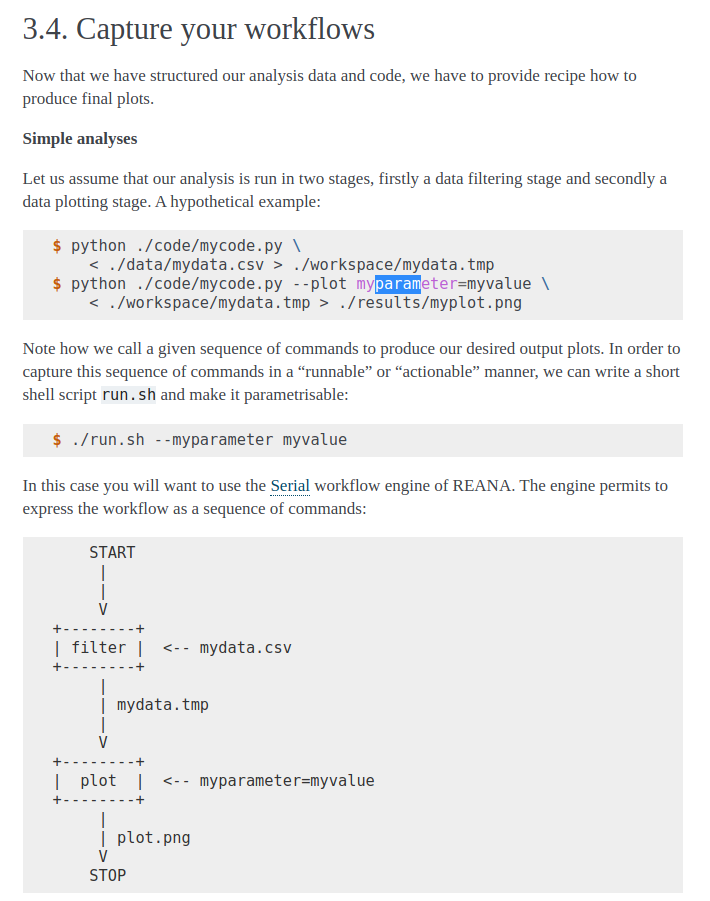 3.4. Capture your workflows
Now that we have structured our analysis data and code, we have to provide recipe how to
produce final plots.
Simple analyses
Let us assume that our analysis is run in two stages, firstly a data filtering stage and secondly a
data plotting stage. A hypothetical example:
$ python ./code/mycode.py \
    < ./data/mydata.csv > ./workspace/mydata.tmp
$ python ./code/mycode.py --plot myparameter=myvalue \
    < ./workspace/mydata.tmp > ./results/myplot.png
Note how we call a given sequence of commands to produce our desired output plots. In order to
capture this sequence of commands in a “runnable” or “actionable” manner, we can write a short
shell script run.sh and make it parametrisable:
$ ./run.sh --myparameter myvalue
In this case you will want to use the Serial workflow engine of REANA. The engine permits to
express the workflow as a sequence of commands:
    START
     |
     |
     V
+--------+
| filter |  <-- mydata.csv
+--------+
     |
     | mydata.tmp
     |
     V
+--------+
|  plot  |  <-- myparameter=myvalue
+--------+
     |
     | plot.png
     V
    STOP